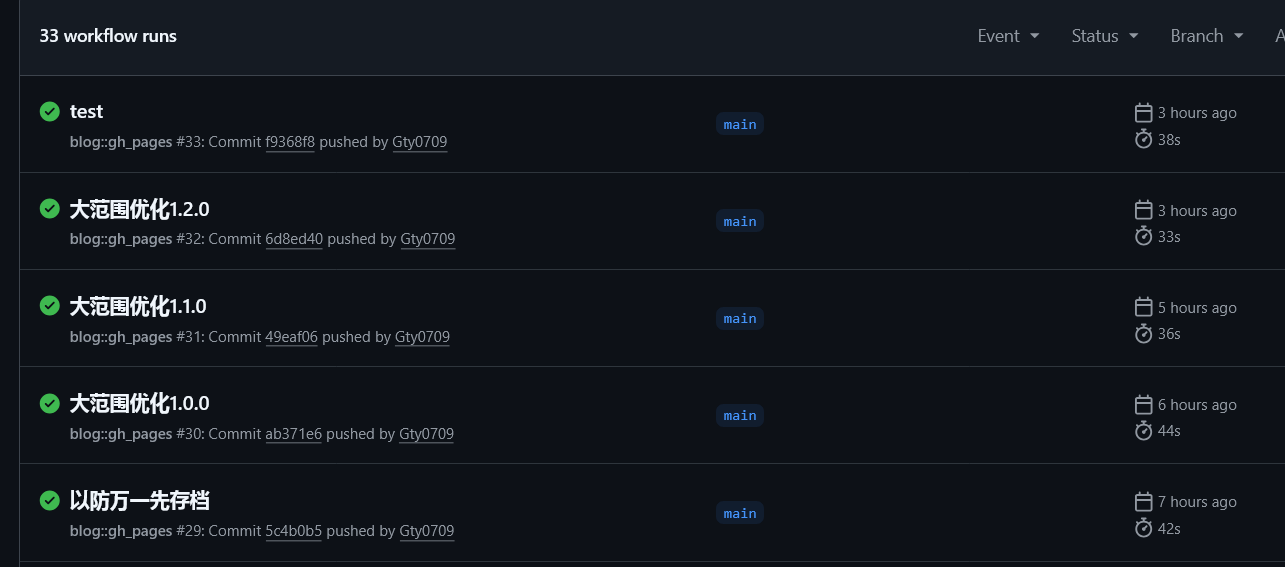 33 workflow runs
Event
Status
Branch
A
test
blog::gh_pages #33: Commit f9368f8 pushed by Gty0709
main
3 hours ago
38s
大范围优化1.2.0
blog::gh_pages #32: Commit 6d8ed40 pushed by Gty0709
main
3 hours ago
33s
大范围优化1.1.0
blog::gh_pages #31: Commit 49eaf06 pushed by Gty0709
main
5 hours ago
36s
大范围优化1.0.0
blog::gh_pages #30: Commit ab371e6 pushed by Gty0709
main
6 hours ago
44s
以防万一先存档
blog::gh_pages #29: Commit 5c4b0b5 pushed by Gty0709
main
7 hours ago
42s